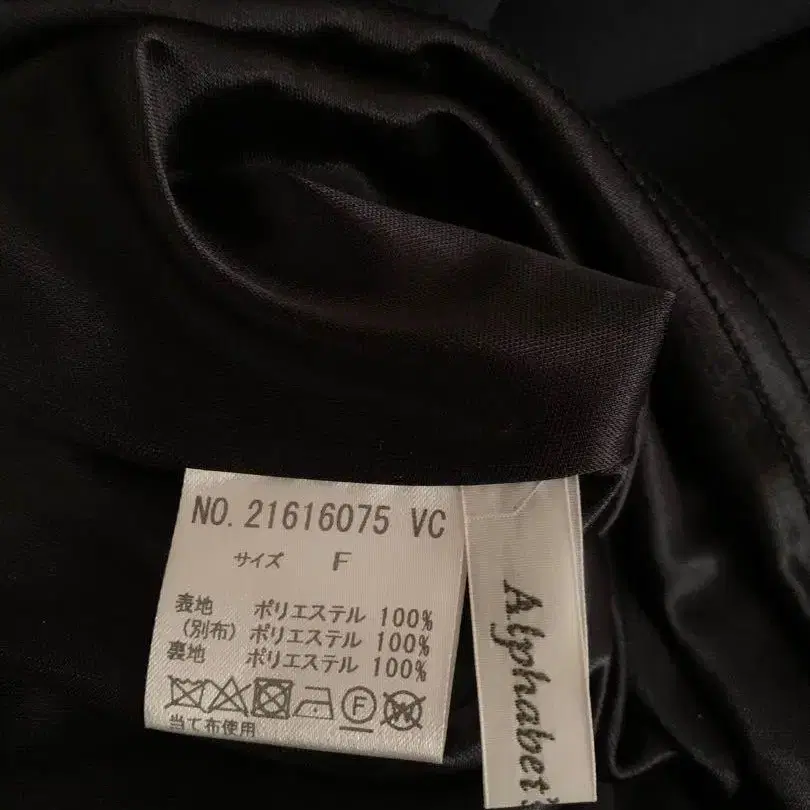 NO. 21616075 VC
サイズ F
表地 ポリエステル 100%
(別布) ポリエステル 100%
裏地 ポリエステル 100%
F W
当て布使用
Alphabet's